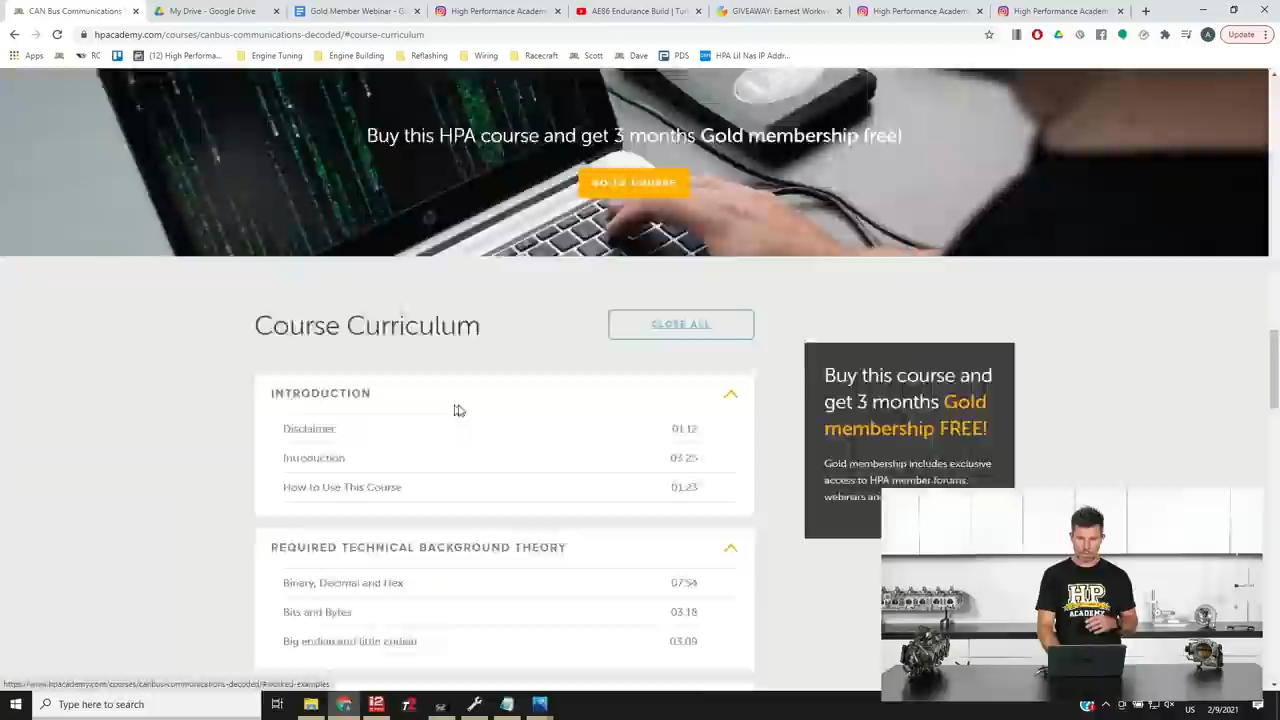 CAN Bus Communications
My Drive - Google Drive
Gold Member Webinar - G
High Performance Academ
AE86 Endurance Build | Tu
GIVEAWAY: Earnest Workw
High Performance Academ
High Performance Academ
hpacademy.com/courses/canbus-communications-decoded/#course-curriculum
Update
Apps
RC
(12) High Performa...
Engine Tuning
Engine Building
Reflashing
Wiring
Racecraft
Scott
Dave
PDS
HPA Lil Nas IP Addr...
Buy this HPA course and get 3 months Gold membership free!
GO TO COURSE
Course Curriculum
CLOSE ALL
INTRODUCTION
Disclaimer 01:12
Introduction 03:25
How to Use This Course 01:23
REQUIRED TECHNICAL BACKGROUND THEORY
Binary, Decimal and Hex 07:54
Bits and Bytes 03:18
Big endian and little endian 03:09
Buy this course and
get 3 months Gold
membership FREE!
Gold membership includes exclusive
access to HPA member forums,
webinars an
HP
ACADEMY
https://www.hpacademy.com/courses/canbus-communications-decoded/#worked-examples
Type here to search
US
2/9/2021